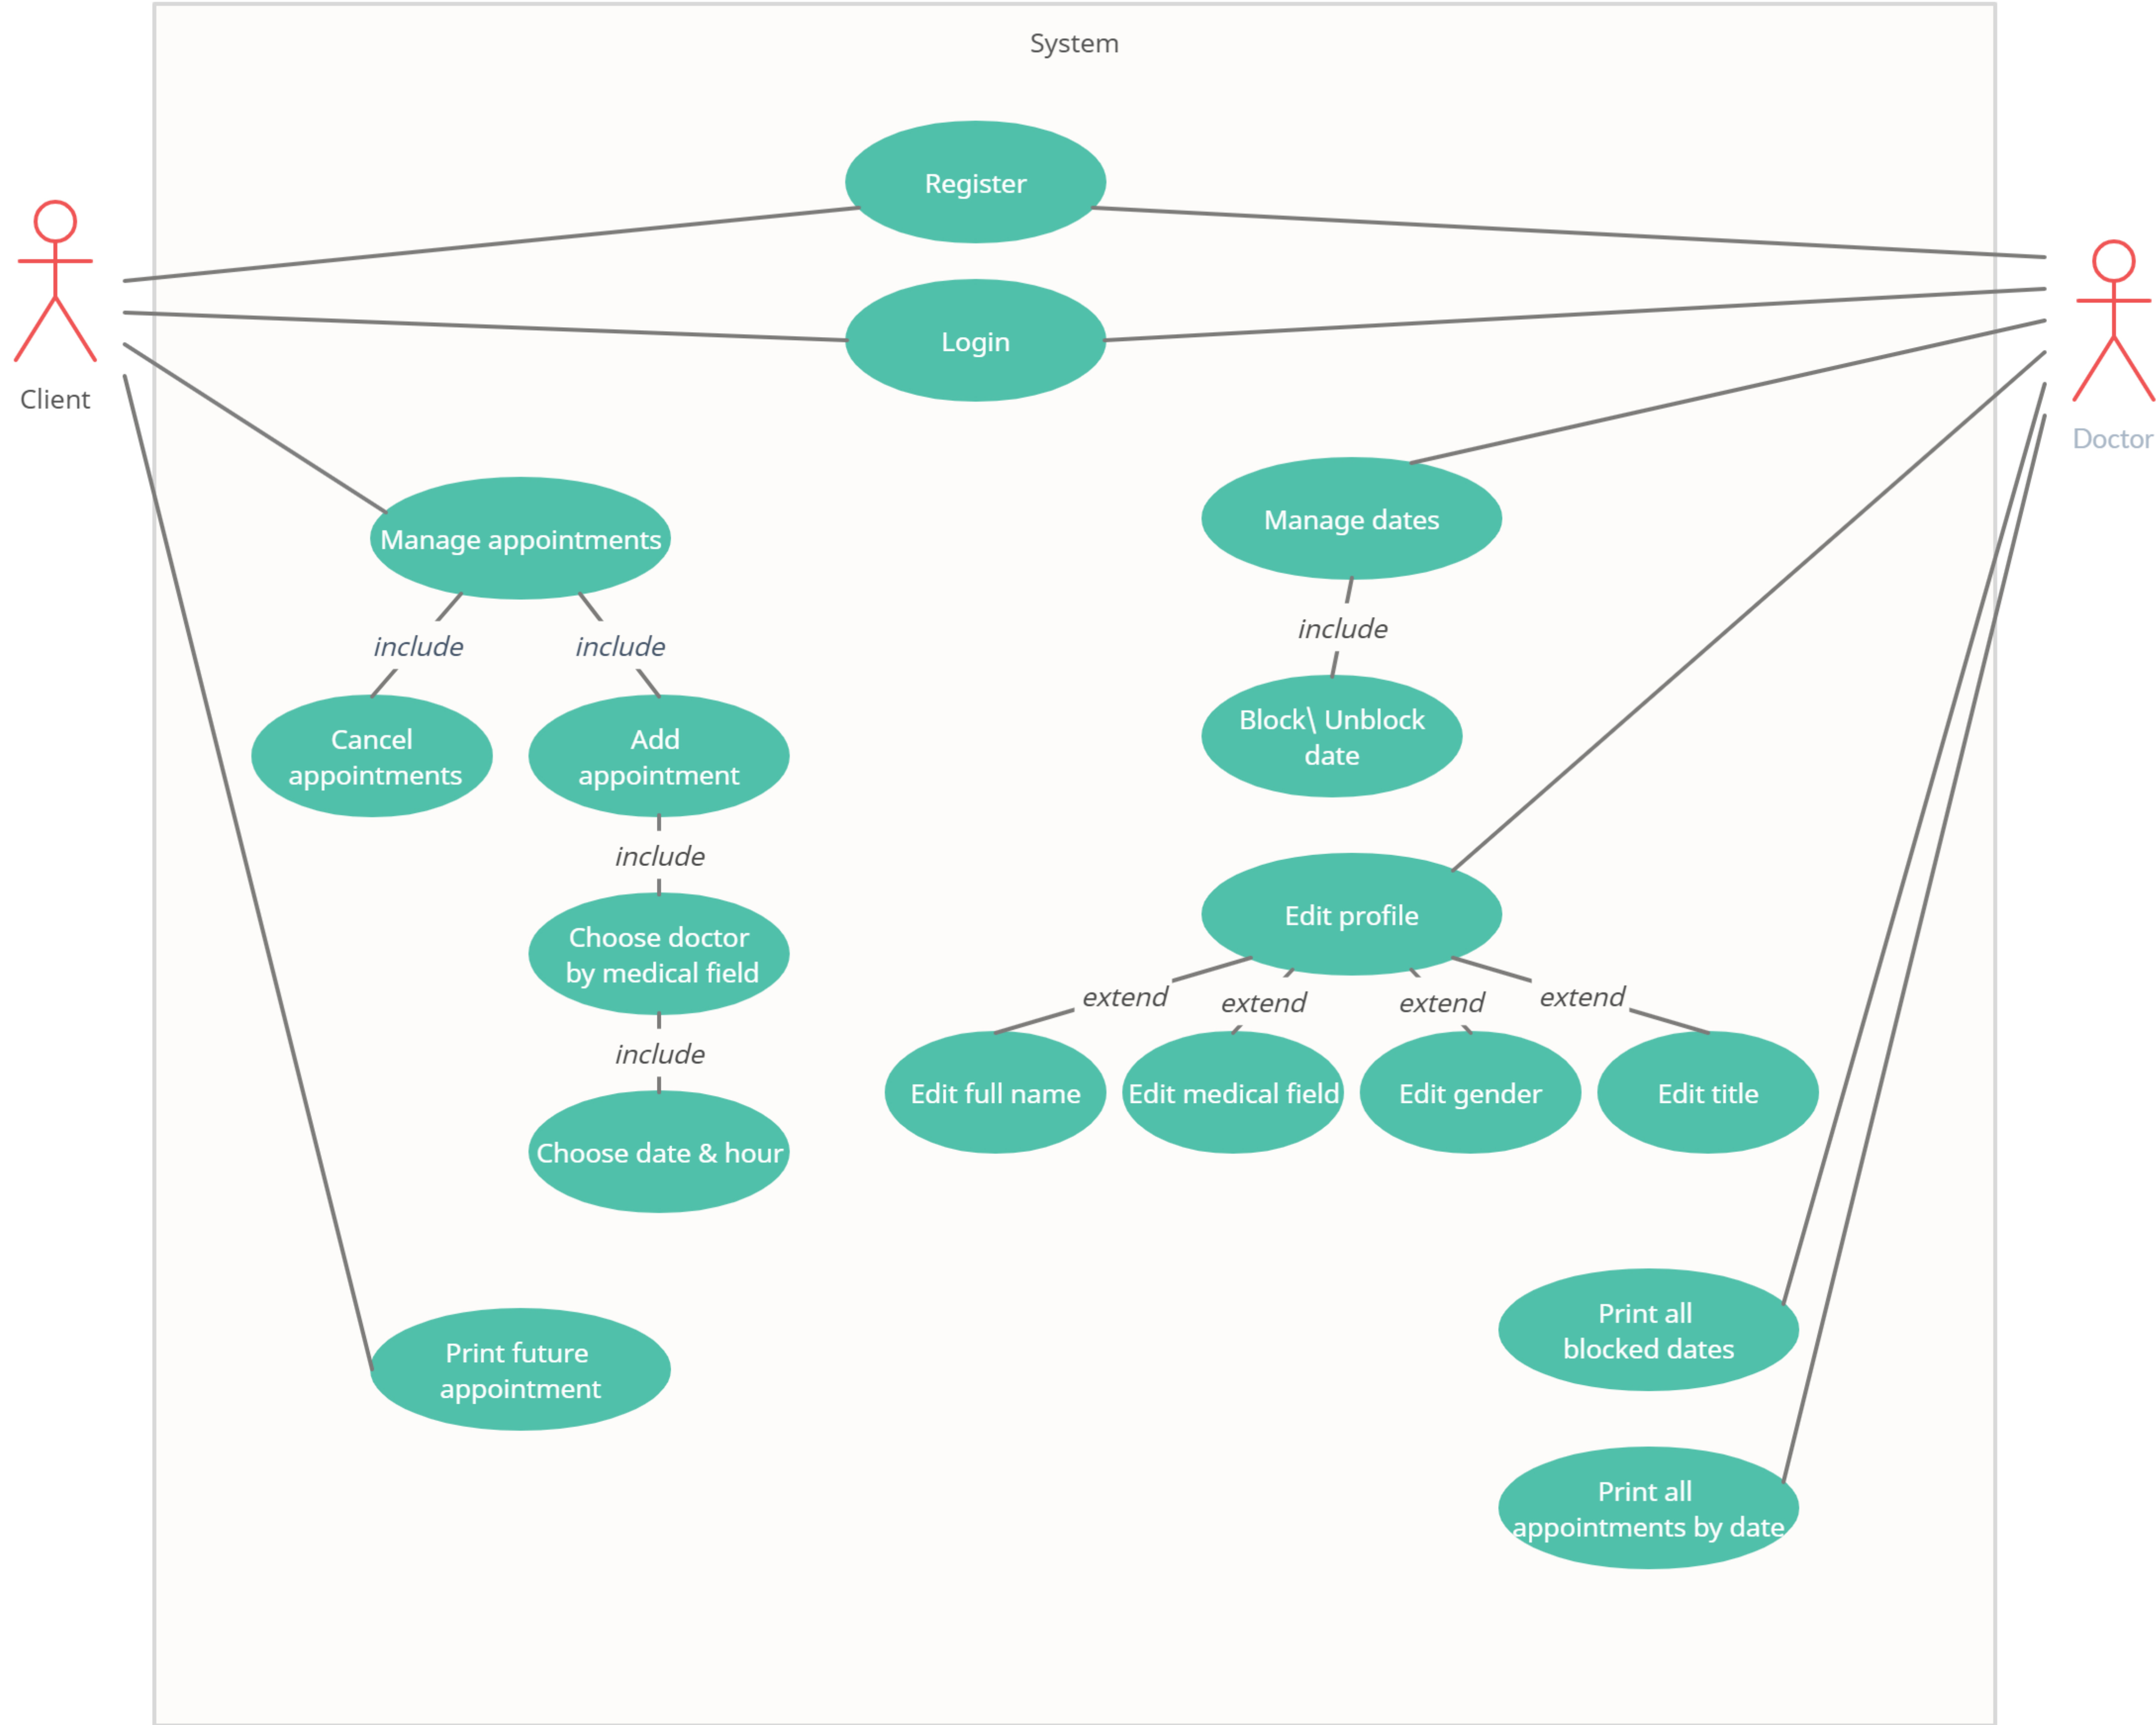 System
Register
Login
Client
Doctor
Manage appointments
Manage dates
include
include
include
Cancel
appointments
Add
appointment
Block\ Unblock
date
include
Choose doctor
by medical field
Edit profile
extend
extend
extend
extend
include
Edit full name
Edit medical field
Edit gender
Edit title
Choose date & hour
Print future
appointment
Print all
blocked dates
Print all
appointments by date